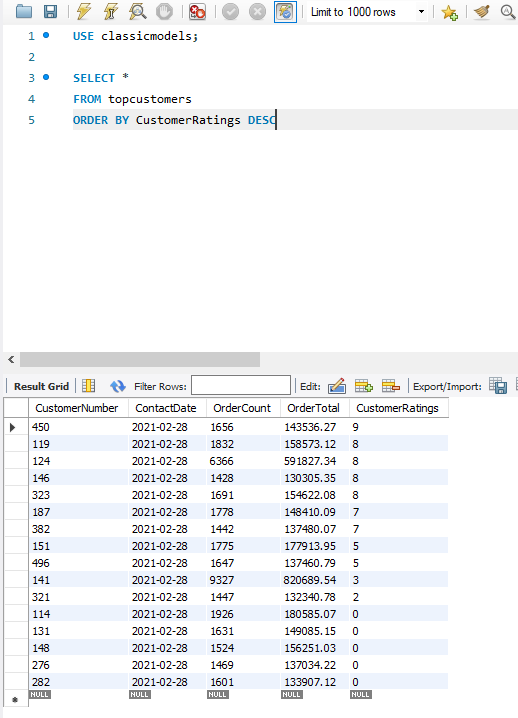 Limit to 1000 rows
1 USE classicmodels;
2
3 SELECT *
4 FROM topcustomers
5 ORDER BY CustomerRatings DESC
Result Grid Filter Rows: Edit: Export/Import:
CustomerNumber ContactDate OrderCount OrderTotal CustomerRatings
450 2021-02-28 1656 143536.27 9
119 2021-02-28 1832 158573.12 8
124 2021-02-28 6366 591827.34 8
146 2021-02-28 1428 130305.35 8
323 2021-02-28 1691 154622.08 8
187 2021-02-28 1778 148410.09 7
382 2021-02-28 1442 137480.07 7
151 2021-02-28 1775 177913.95 5
496 2021-02-28 1647 137460.79 5
141 2021-02-28 9327 820689.54 3
321 2021-02-28 1447 132340.78 2
114 2021-02-28 1926 180585.07 0
131 2021-02-28 1631 149085.15 0
148 2021-02-28 1524 156251.03 0
276 2021-02-28 1469 137034.22 0
282 2021-02-28 1601 133907.12 0
NULL NULL NULL NULL NULL